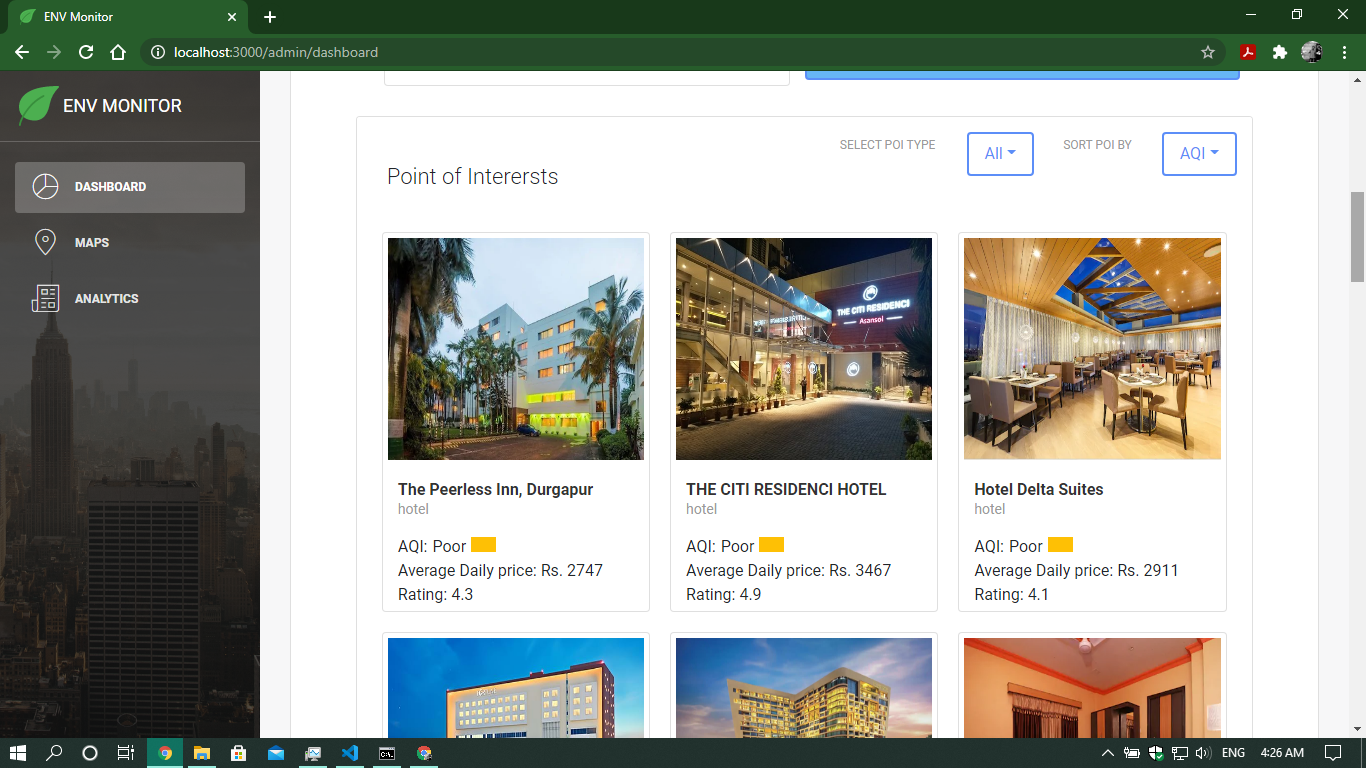 ENV Monitor
localhost:3000/admin/dashboard
ENV MONITOR
DASHBOARD
MAPS
ANALYTICS
SELECT POI TYPE
All
SORT POI BY
AQI
Point of Interersts
THE CITI RESIDENCI
Asansol
The Peerless Inn, Durgapur
hotel
AQI: Poor
Average Daily price: Rs. 2747
Rating: 4.3
THE CITI RESIDENCI HOTEL
hotel
AQI: Poor
Average Daily price: Rs. 3467
Rating: 4.9
Hotel Delta Suites
hotel
AQI: Poor
Average Daily price: Rs. 2911
Rating: 4.1
ENG
4:26 AM